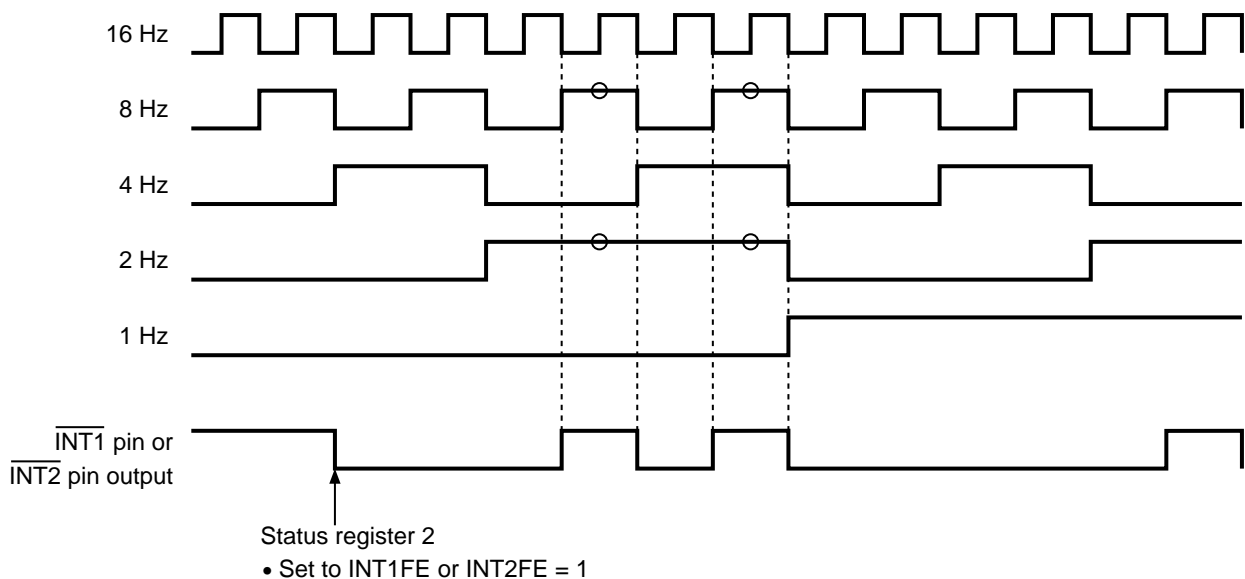 16 Hz
8 Hz
4 Hz
2 Hz
1 Hz
INT1 pin or
INT2 pin output
Status register 2
• Set to INT1FE or INT2FE = 1